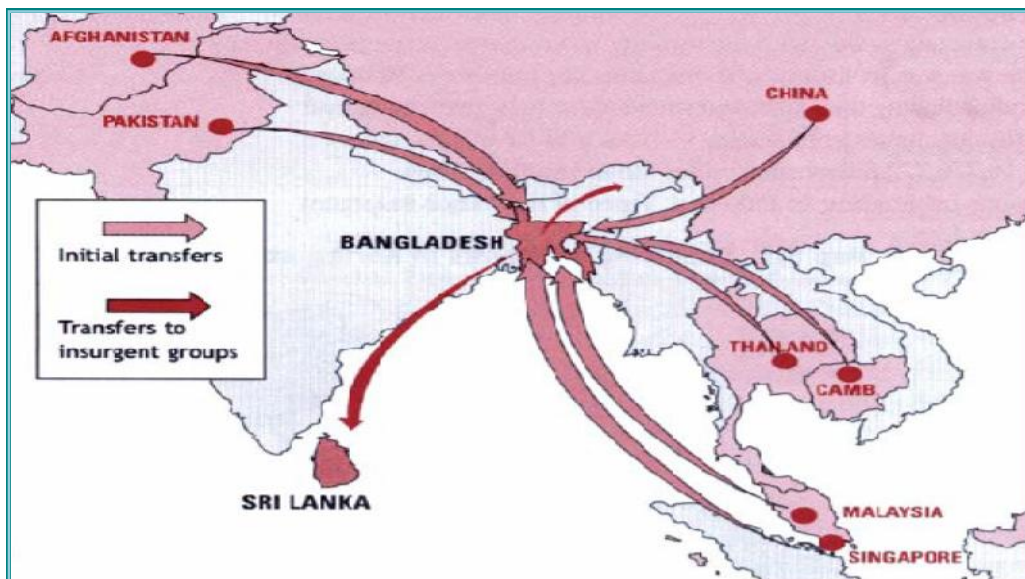 AFGHANISTAN
CHINA
PAKISTAN
Initial transfers
BANGLADESH
Transfers to
insurgent groups
THAILAND
CAMB
SRI LANKA
MALAYSIA
SINGAPORE